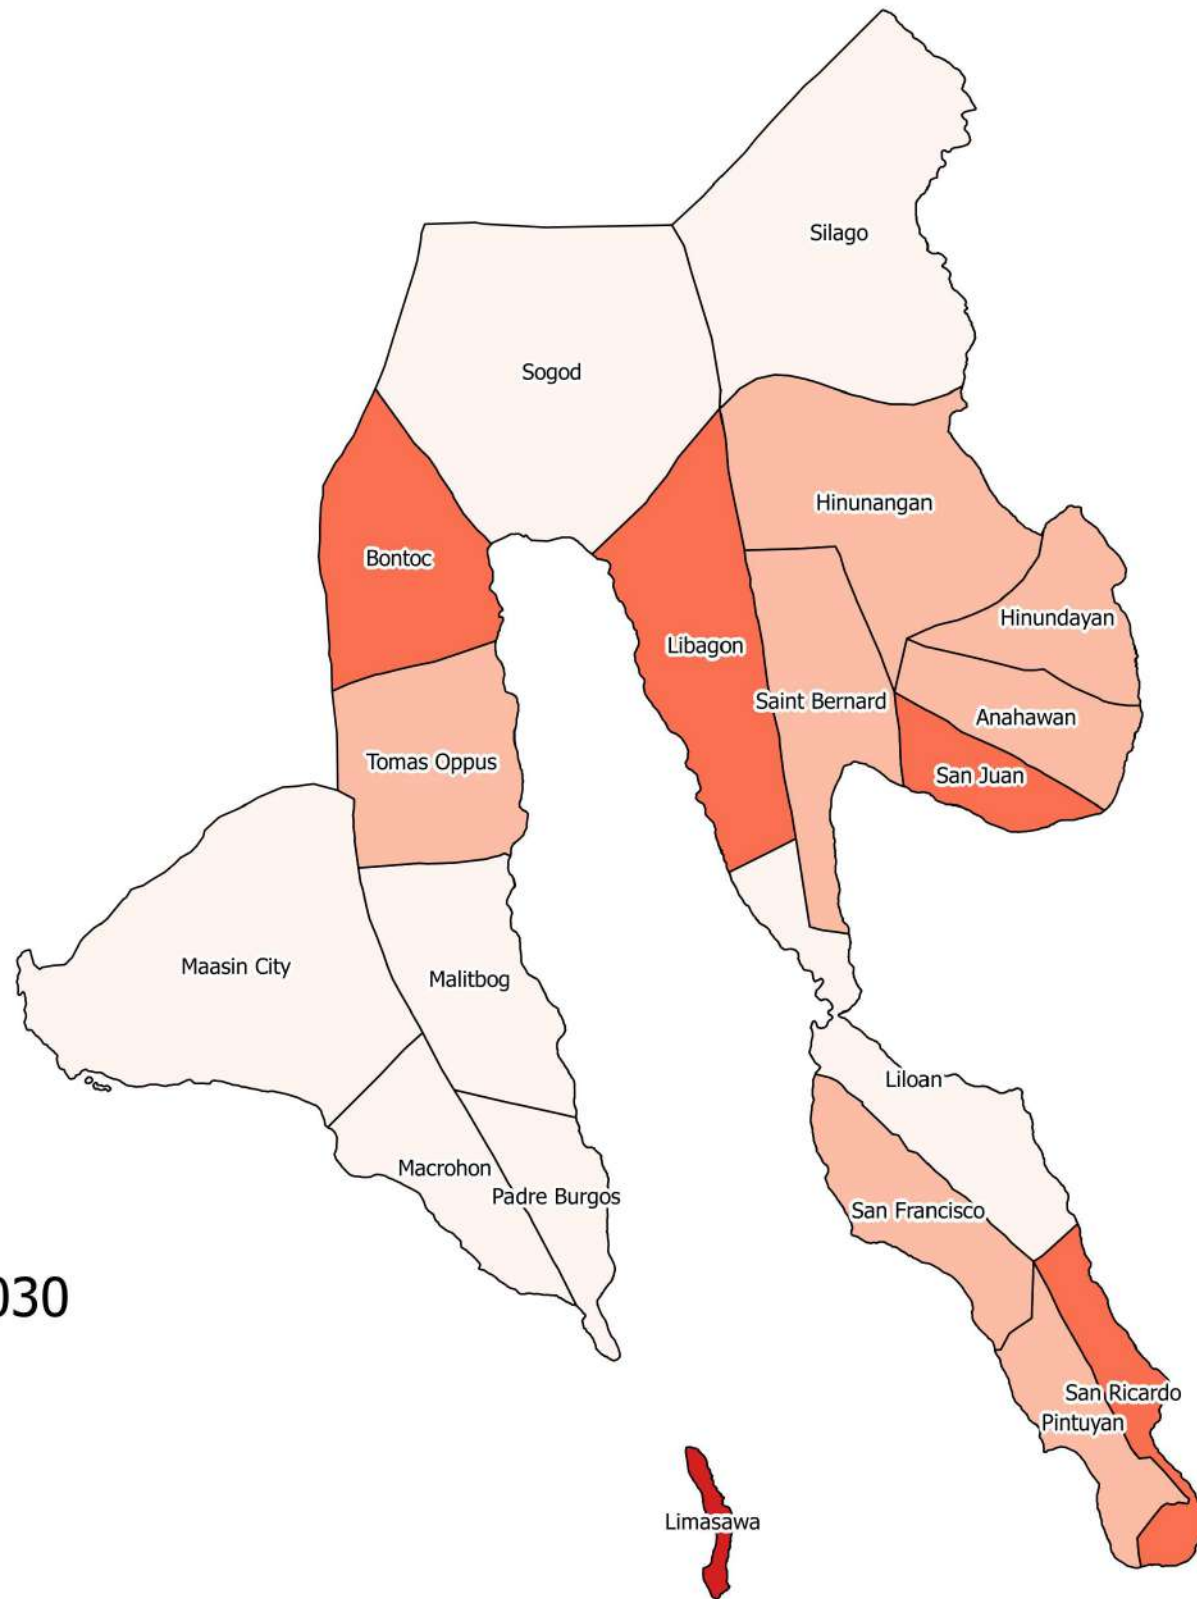 Silago
Sogod
Hinunangan
Bontoc
Hinundayan
Libagon
Saint Bernard
Anahawan
Tomas Oppus
San Juan
Maasin City
Malitbog
Liloan
Macrohon
Padre Burgos
San Francisco
030
San Ricardo
Pintuyan
Limasawa